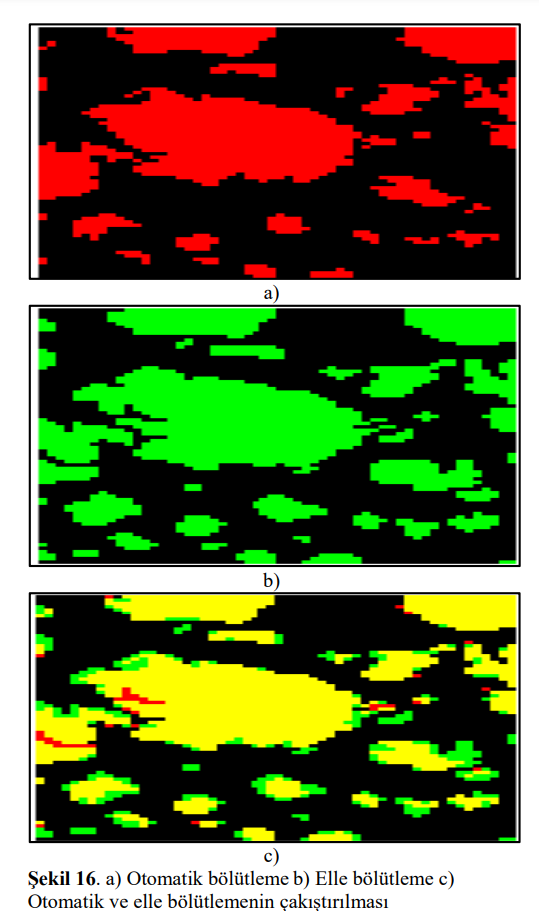 a)
b)
c)
Şekil 16. a) Otomatik bölütleme b) Elle bölütleme c)
Otomatik ve elle bölütlemenin çakıştırılması